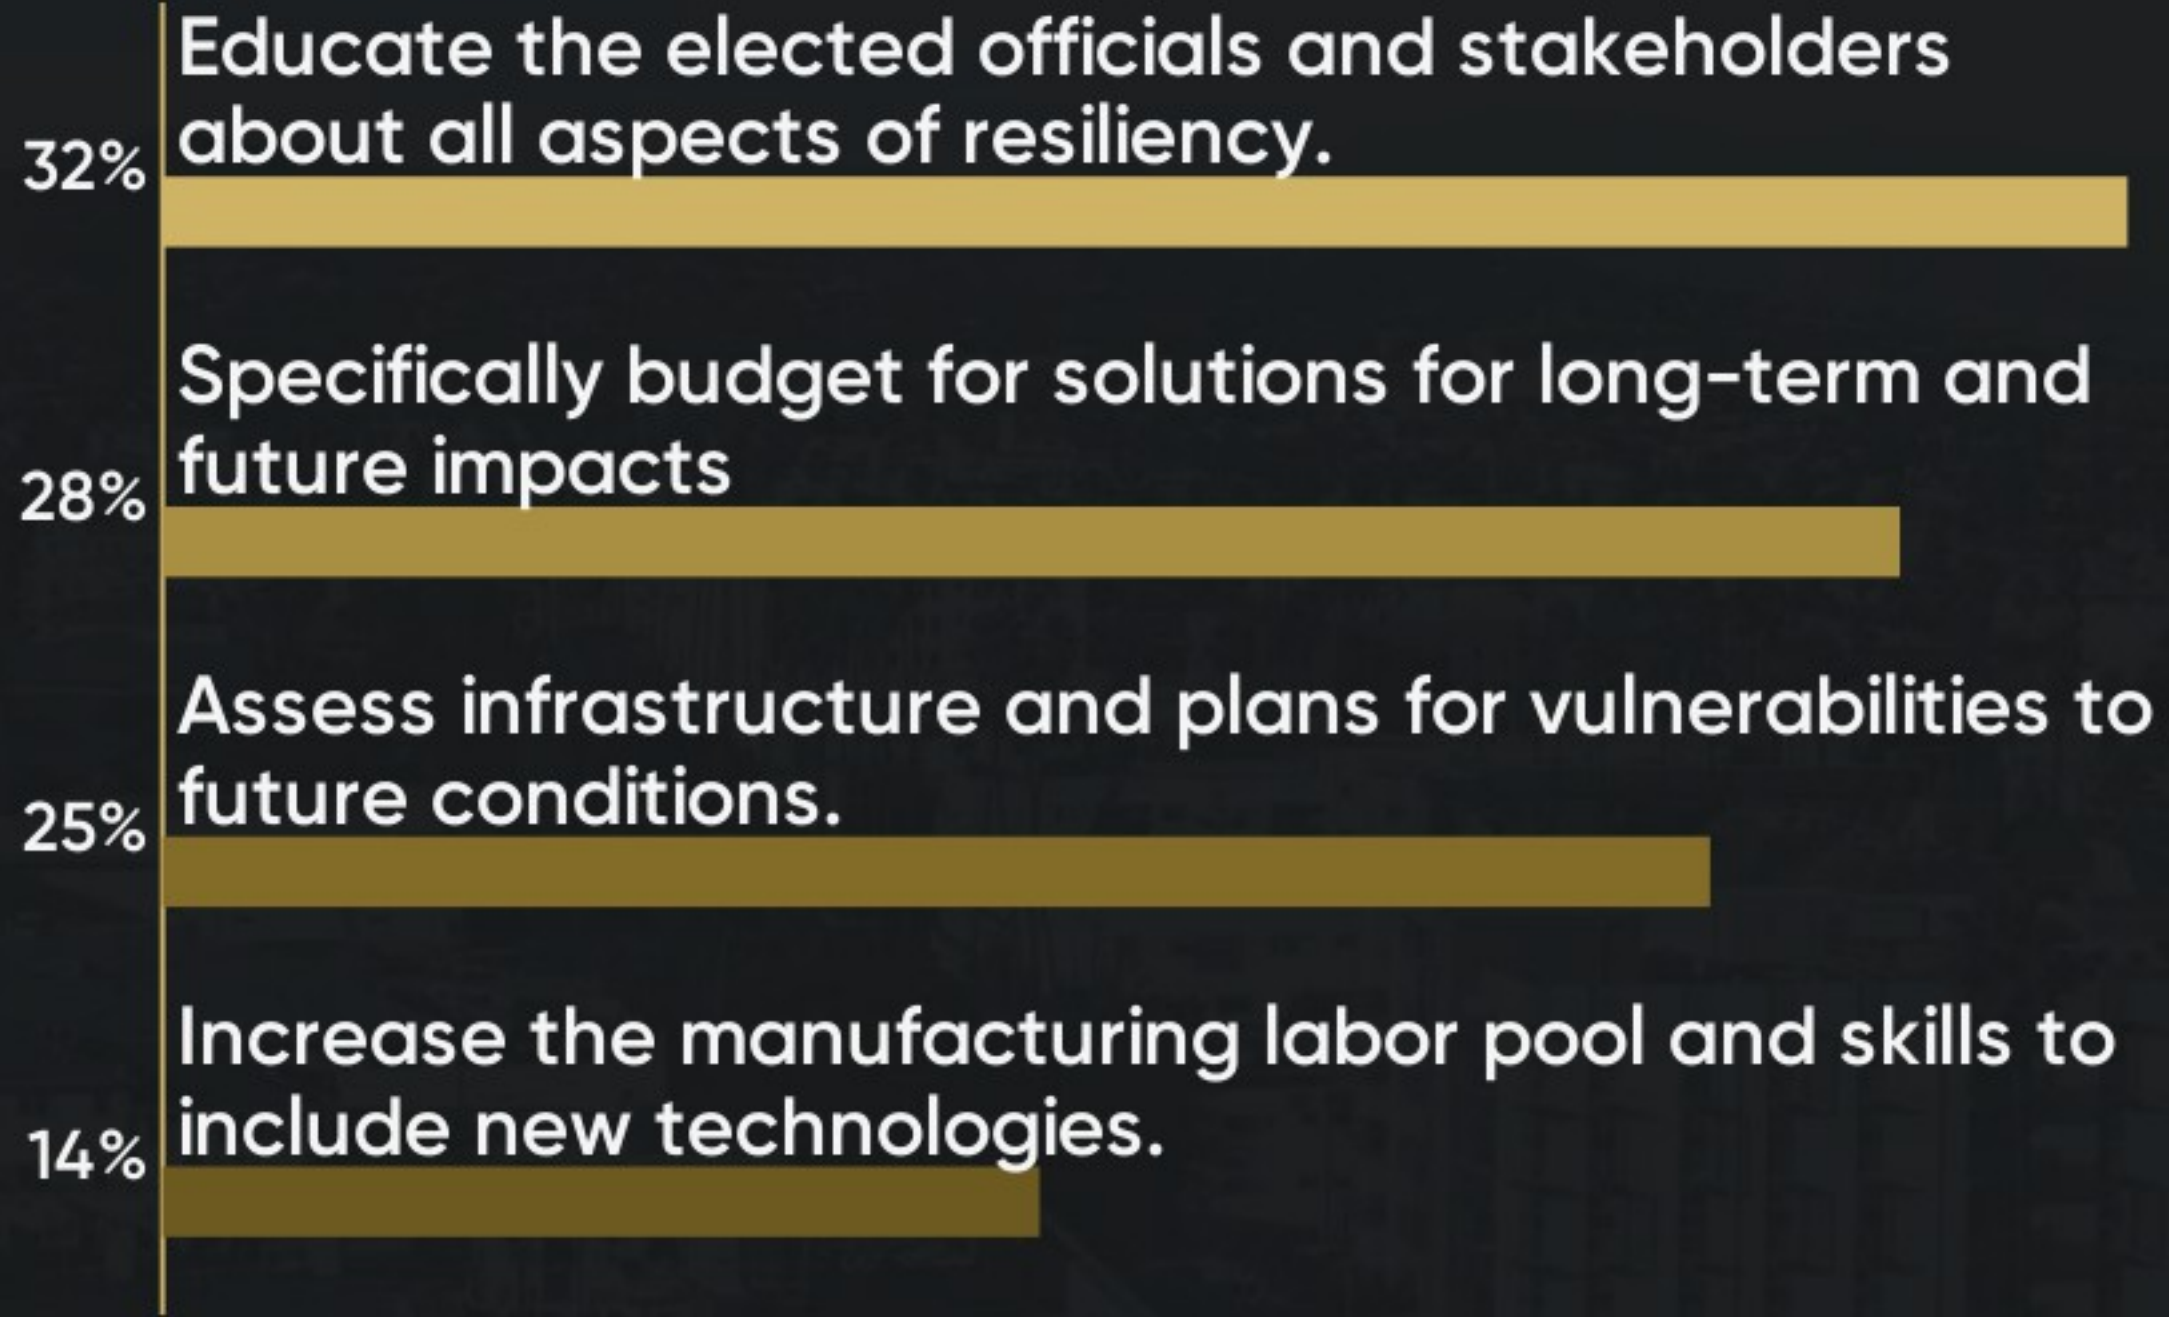 Educate the elected officials and stakeholders
about all aspects of resiliency.
32%
Specifically budget for solutions for long-term and
future impacts
28%
Assess infrastructure and plans for vulnerabilities to
future conditions.
25%
Increase the manufacturing labor pool and skills to
include new technologies.
14%